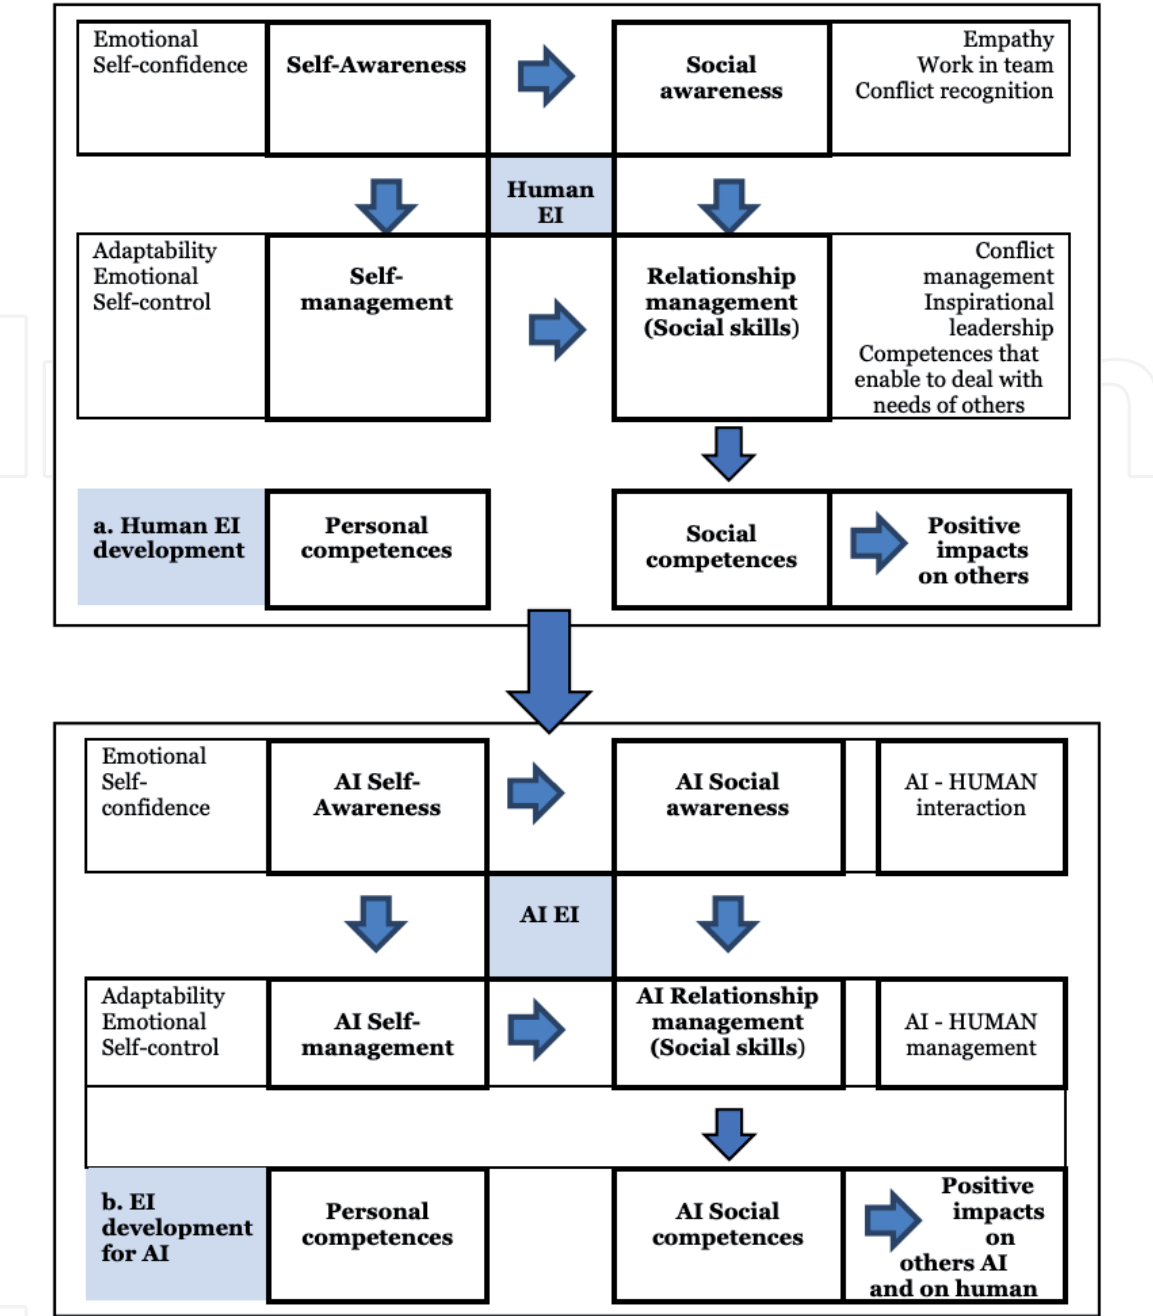 Emotional
Self-confidence
Self-Awareness
Social
awareness
Empathy
Work in team
Conflict recognition
Human
EI
Adaptability
Emotional
Self-control
Self-
management
Relationship
management
(Social skills)
Conflict
management
Inspirational
leadership
Competences that
enable to deal with
needs of others
a. Human EI
development
Personal
competences
Social
competences
Positive
impacts
on others
Emotional
Self-
confidence
AI Self-
Awareness
AI Social
awareness
AI - HUMAN
interaction
AI EI
Adaptability
Emotional
Self-control
AI Self-
management
AI Relationship
management
(Social skills)
AI - HUMAN
management
b. EI
development
for AI
Personal
competences
AI Social
competences
Positive
impacts
on
others AI
and on human